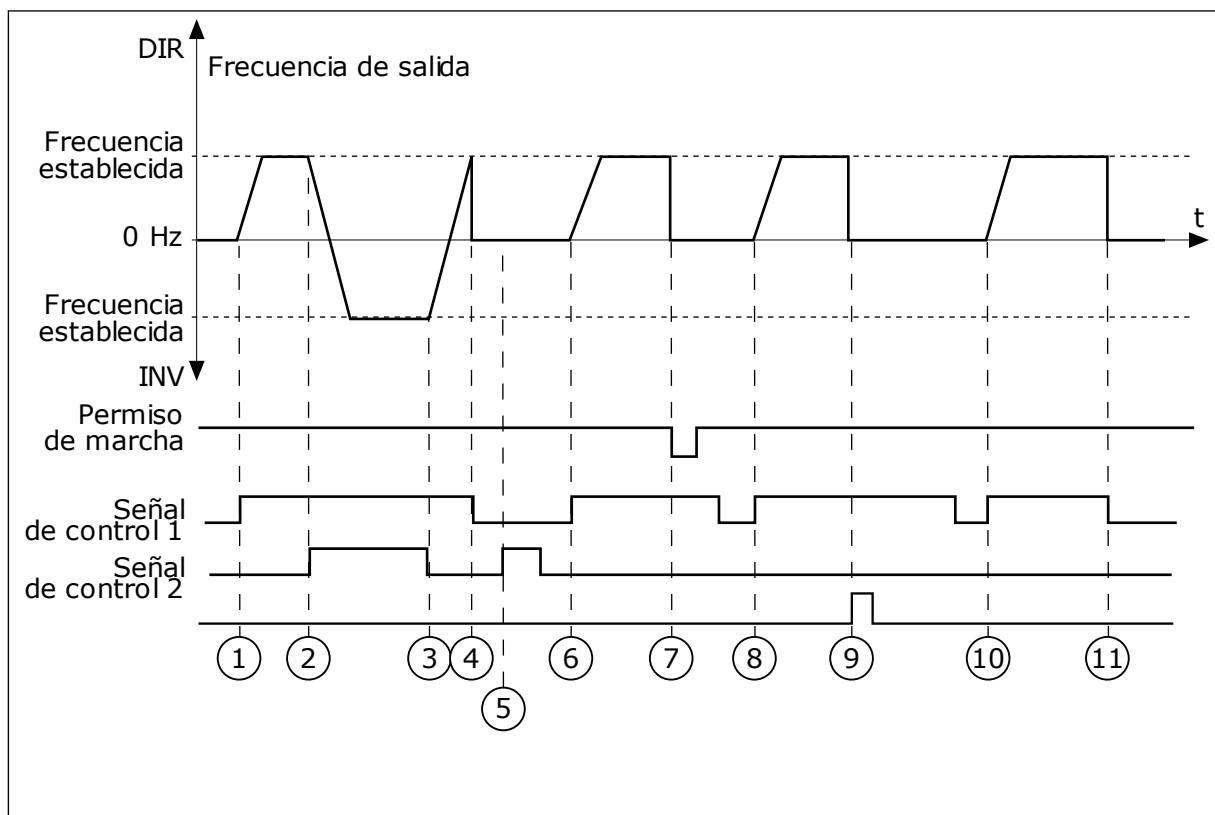 DIR
Frecuencia de salida
Frecuencia
establecida
0 Hz
t
Frecuencia
establecida
INV
Permiso
de marcha
Señal
de control 1
Señal
de control 2
1 2 3 4 6 7 8 9 10 11
5